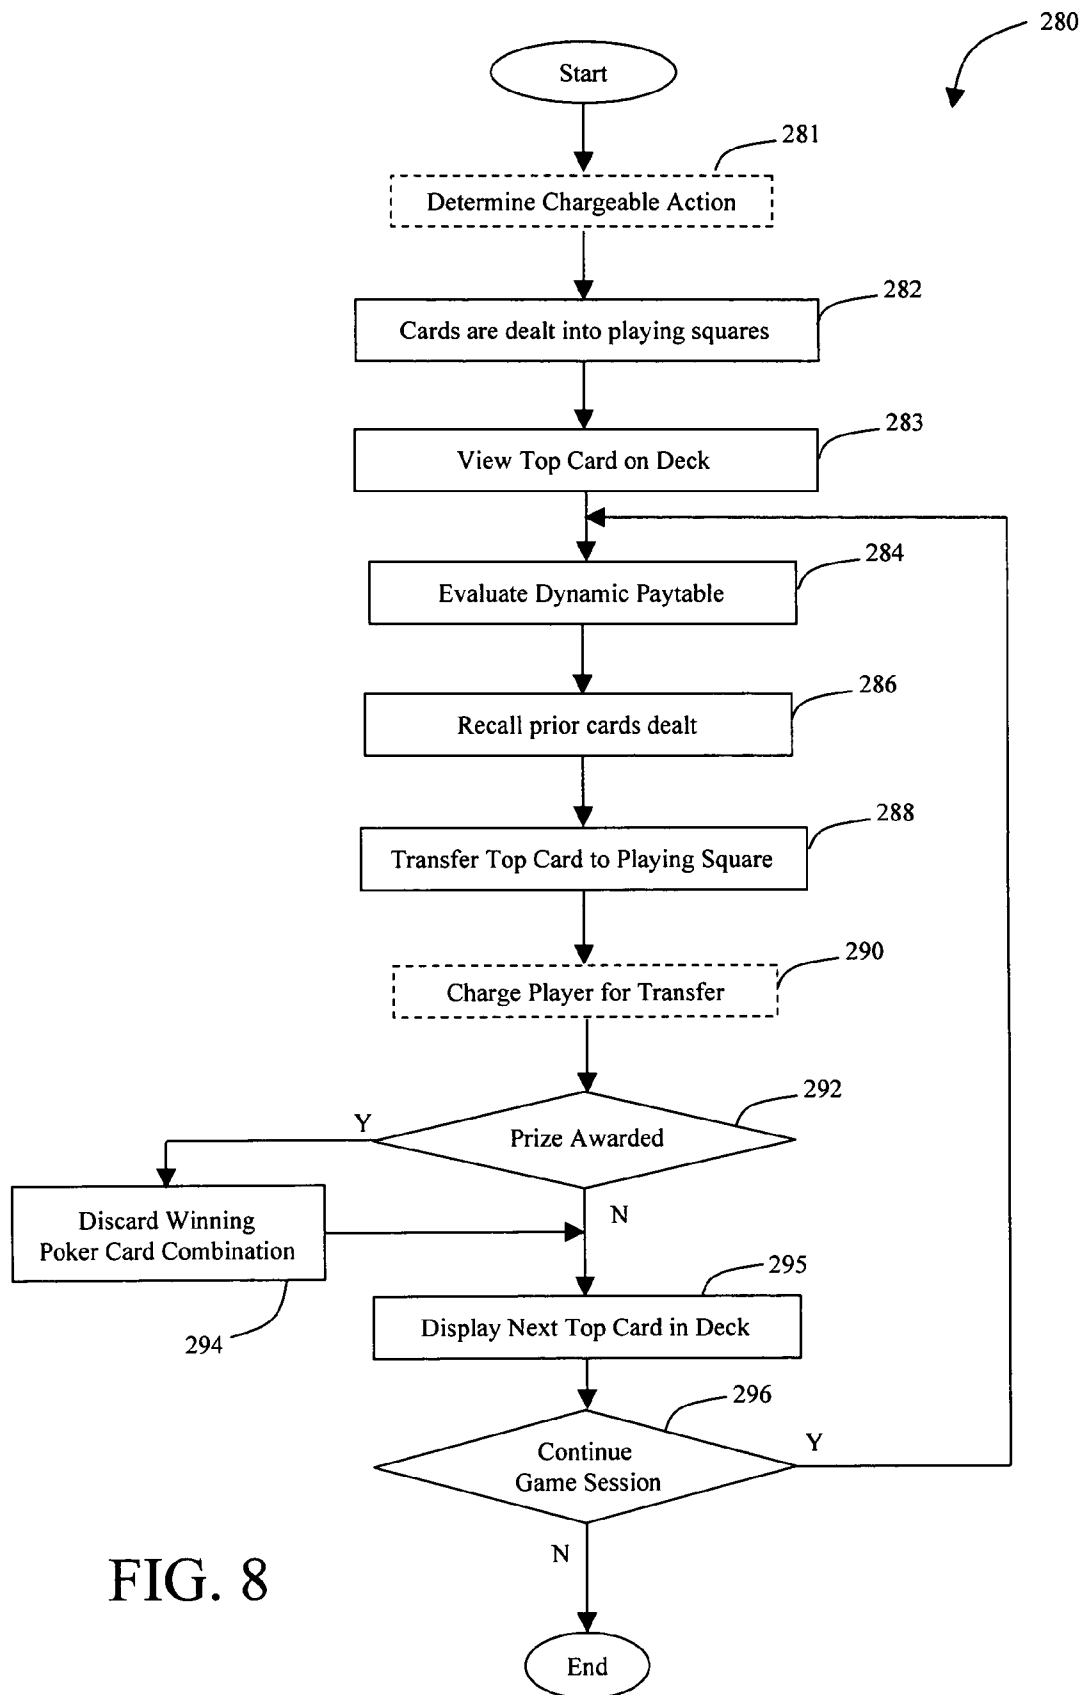 280
Start
281
Determine Chargeable Action
282
Cards are dealt into playing squares
283
View Top Card on Deck
284
Evaluate Dynamic Paytable
286
Recall prior cards dealt
288
Transfer Top Card to Playing Square
290
Charge Player for Transfer
292
Y
Prize Awarded
N
Discard Winning
Poker Card Combination
294
295
Display Next Top Card in Deck
296
Continue
Game Session
Y
N
FIG. 8
End